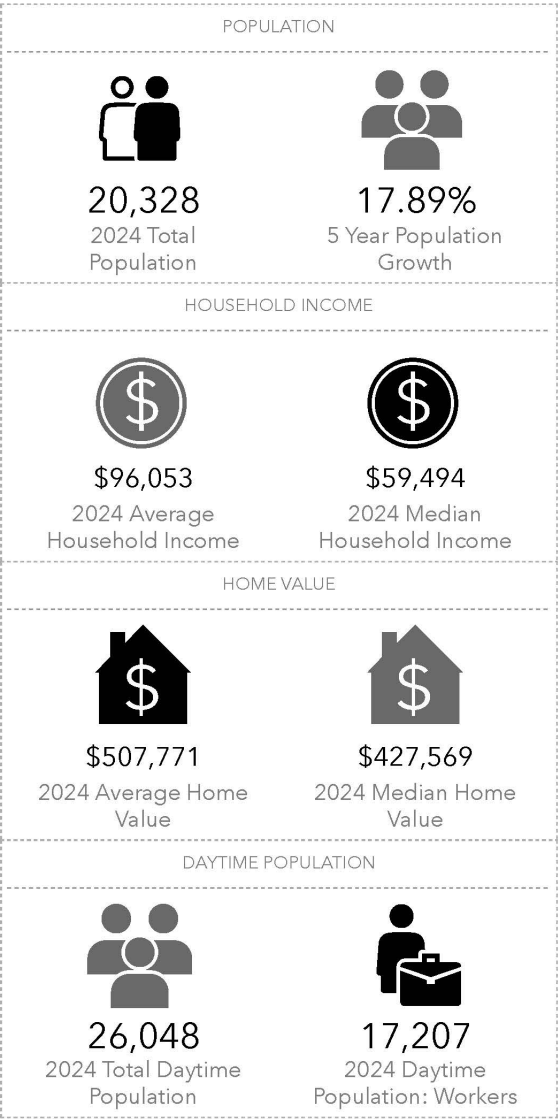 POPULATION
20,328
2024 Total
Population
17.89%
5 Year Population
Growth
HOUSEHOLD INCOME
$
$96,053
2024 Average
Household Income
$
$59,494
2024 Median
Household Income
HOME VALUE
$
$507,771
2024 Average Home
Value
$
$427,569
2024 Median Home
Value
DAYTIME POPULATION
26,048
2024 Total Daytime
Population
17,207
2024 Daytime
Population: Workers